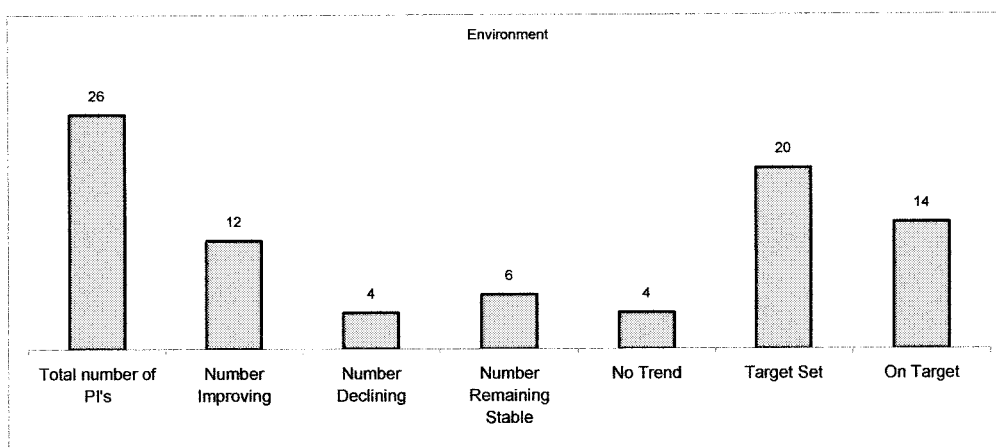 Environment
26
12
4
6
4
20
14
Total number of
PI's
Number
Improving
Number
Declining
Number
Remaining
Stable
No Trend
Target Set
On Target